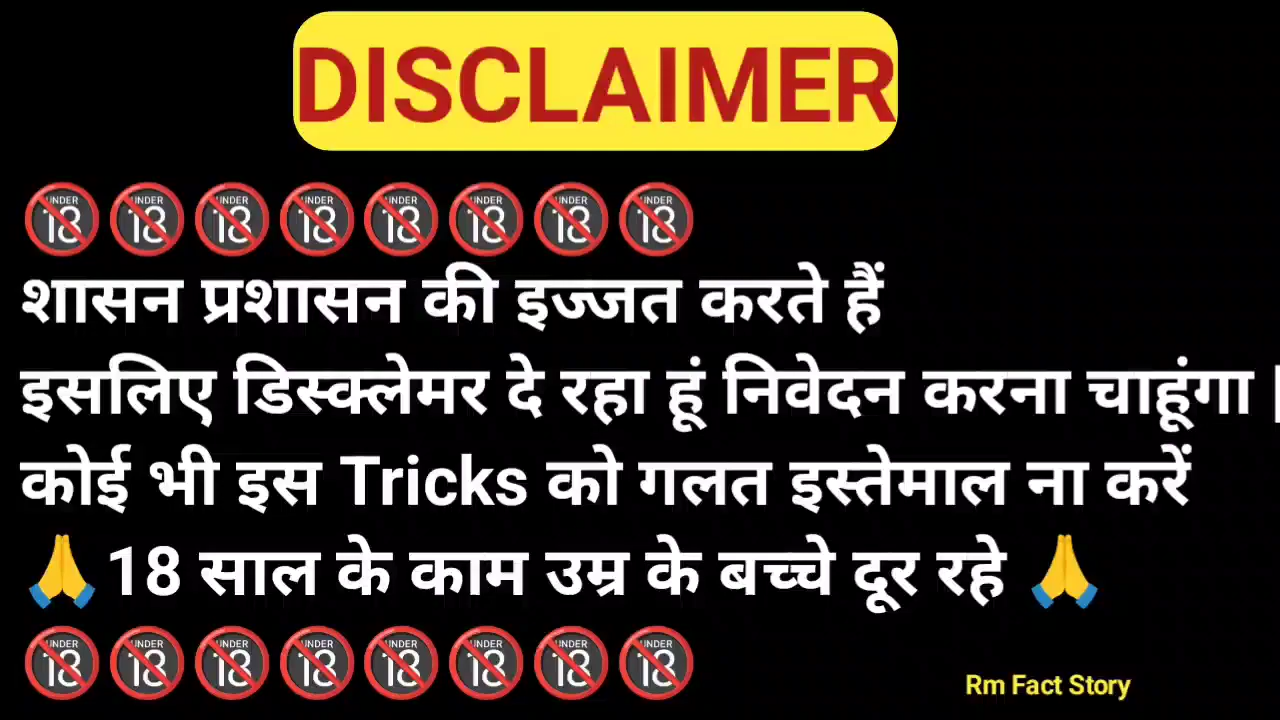 DISCLAIMER
🔞🔞🔞🔞🔞🔞🔞🔞
शासन प्रशासन की इज्जत करते हैं
इसलिए डिस्क्लेमर दे रहा हूं निवेदन करना चाहूंगा |
कोई भी इस Tricks को गलत इस्तेमाल ना करें
🙏 18 साल के काम उम्र के बच्चे दूर रहे 🙏
🔞🔞🔞🔞🔞🔞🔞🔞
Rm Fact Story